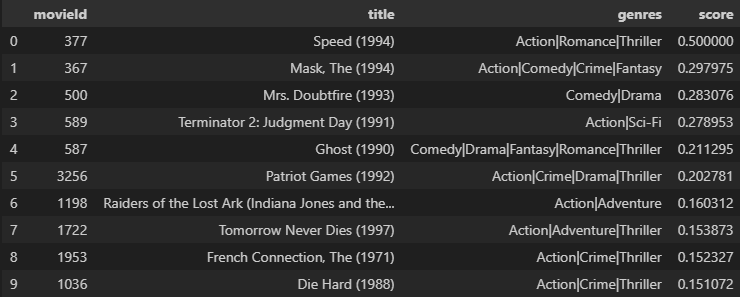 movieId title genres score
0 377 Speed (1994) Action|Romance|Thriller 0.500000
1 367 Mask, The (1994) Action|Comedy|Crime|Fantasy 0.297975
2 500 Mrs. Doubtfire (1993) Comedy|Drama 0.283076
3 589 Terminator 2: Judgment Day (1991) Action|Sci-Fi 0.278953
4 587 Ghost (1990) Comedy|Drama|Fantasy|Romance|Thriller 0.211295
5 3256 Patriot Games (1992) Action|Crime|Drama|Thriller 0.202781
6 1198 Raiders of the Lost Ark (Indiana Jones and the... Action|Adventure 0.160312
7 1722 Tomorrow Never Dies (1997) Action|Adventure|Thriller 0.153873
8 1953 French Connection, The (1971) Action|Crime|Thriller 0.152327
9 1036 Die Hard (1988) Action|Crime|Thriller 0.151072